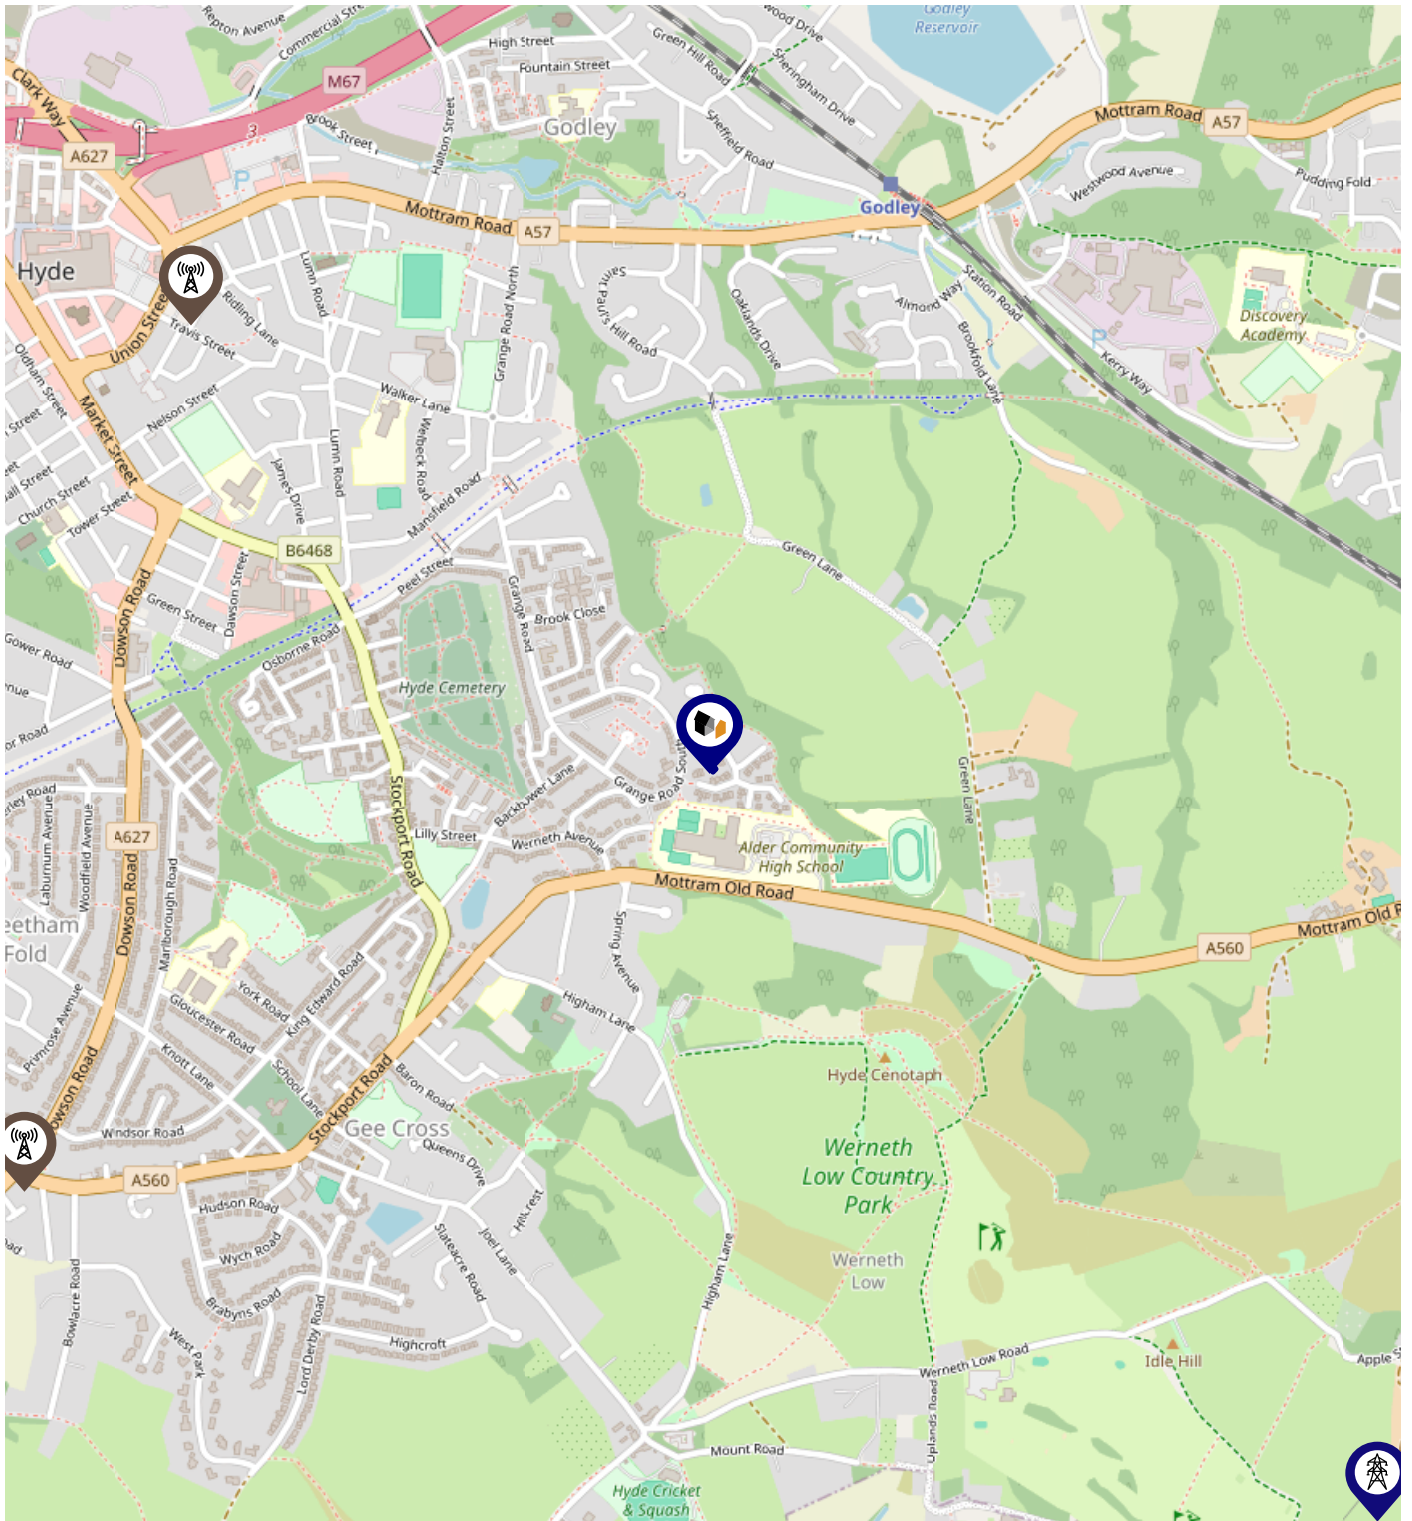 Repton Avenue
Commercial Stre
High Street
Fountain Street
Green Hill Road
wood Drive
Sheringham Drive
Godley
Reservoir
Clark Way
M67
3
Brook Street
Halton Street
Godley
Sheffield Road
Mottram Road
A57
A627
P
Westwood Avenue
Pudding Fold
Mottram Road
A57
Godley
Hyde
Lumn Road
Ridling Lane
Travis Street
Union Street
Grange Road North
Saint Paul's Hill Road
Oaklands Drive
Almond Way
Station Road
Brookfold Lane
Discovery
Academy
P
Kerry Way
Oldham Street
Market Street
Nelson Street
Walker Lane
Welbeck Road
Lumn Road
James Drive
Mansfield Road
Church Street
Tower Street
B6468
Peel Street
Green Lane
Dowson Road
Green Street
Dawson Street
Osborne Road
Grange Road
Brook Close
Gower Road
Hyde Cemetery
Green Lane
Stockport Road
Backbower Lane
Grange Road South
Lilly Street
Werneth Avenue
Laburnum Avenue
Woodfield Avenue
A627
Marlborough Road
Dowson Road
Alder Community
High School
Mottram Old Road
A560
Mottram Old R
eetham
Fold
Spring Avenue
Higham Lane
York Road
King Edward Road
Gloucester Road
Primrose Avenue
Knott Lane
School Lane
Baron Road
Stockport Road
Hyde Cenotaph
Dowson Road
Windsor Road
Gee Cross
Queens Drive
Werneth
Low Country
Park
A560
Hudson Road
Wych Road
Hillcrest
Joel Lane
Slateacre Road
Higham Lane
Werneth
Low
Bowlacre Road
Brabyns Road
West Park
Lord Derby Road
Highcroft
Werneth Low Road
Idle Hill
Apple S
Uplands Road
Mount Road
Hyde Cricket
& Squash